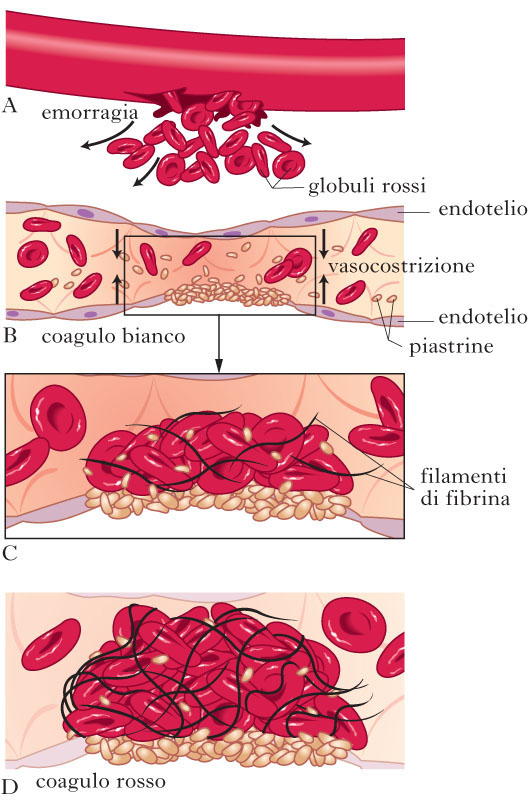 A
emorragia
globuli rossi
endotelio
vasocostrizione
endotelio
B
coagulo bianco
piastrine
filamenti
di fibrina
C
D
coagulo rosso